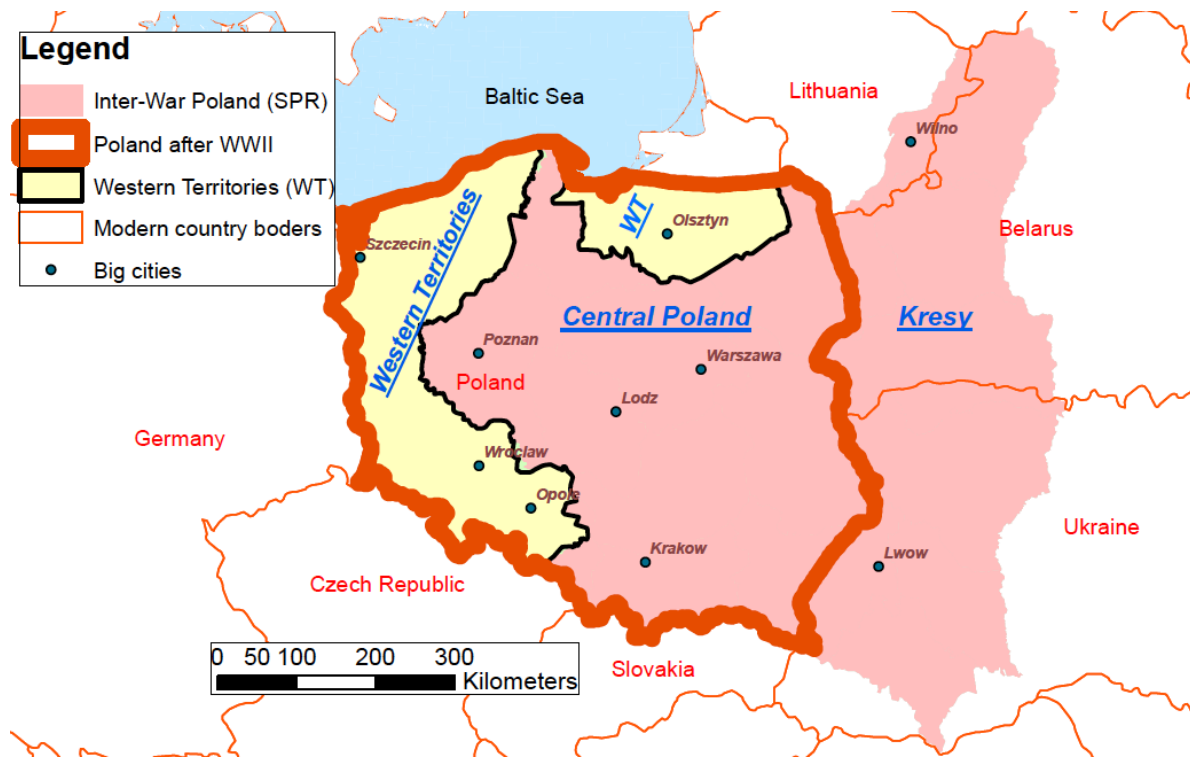 Legend
Inter-War Poland (SPR)
Poland after WWII
Western Territories (WT)
Modern country boders
Big cities
Baltic Sea
Lithuania
Wilno
Belarus
WT
Olsztyn
Szczecin
Western Territories
Central Poland
Kresy
Poznan
Warszawa
Poland
Lodz
Germany
Wroclaw
Opole
Ukraine
Krakow
Lwow
Czech Republic
Slovakia
0 50 100 200 300
Kilometers